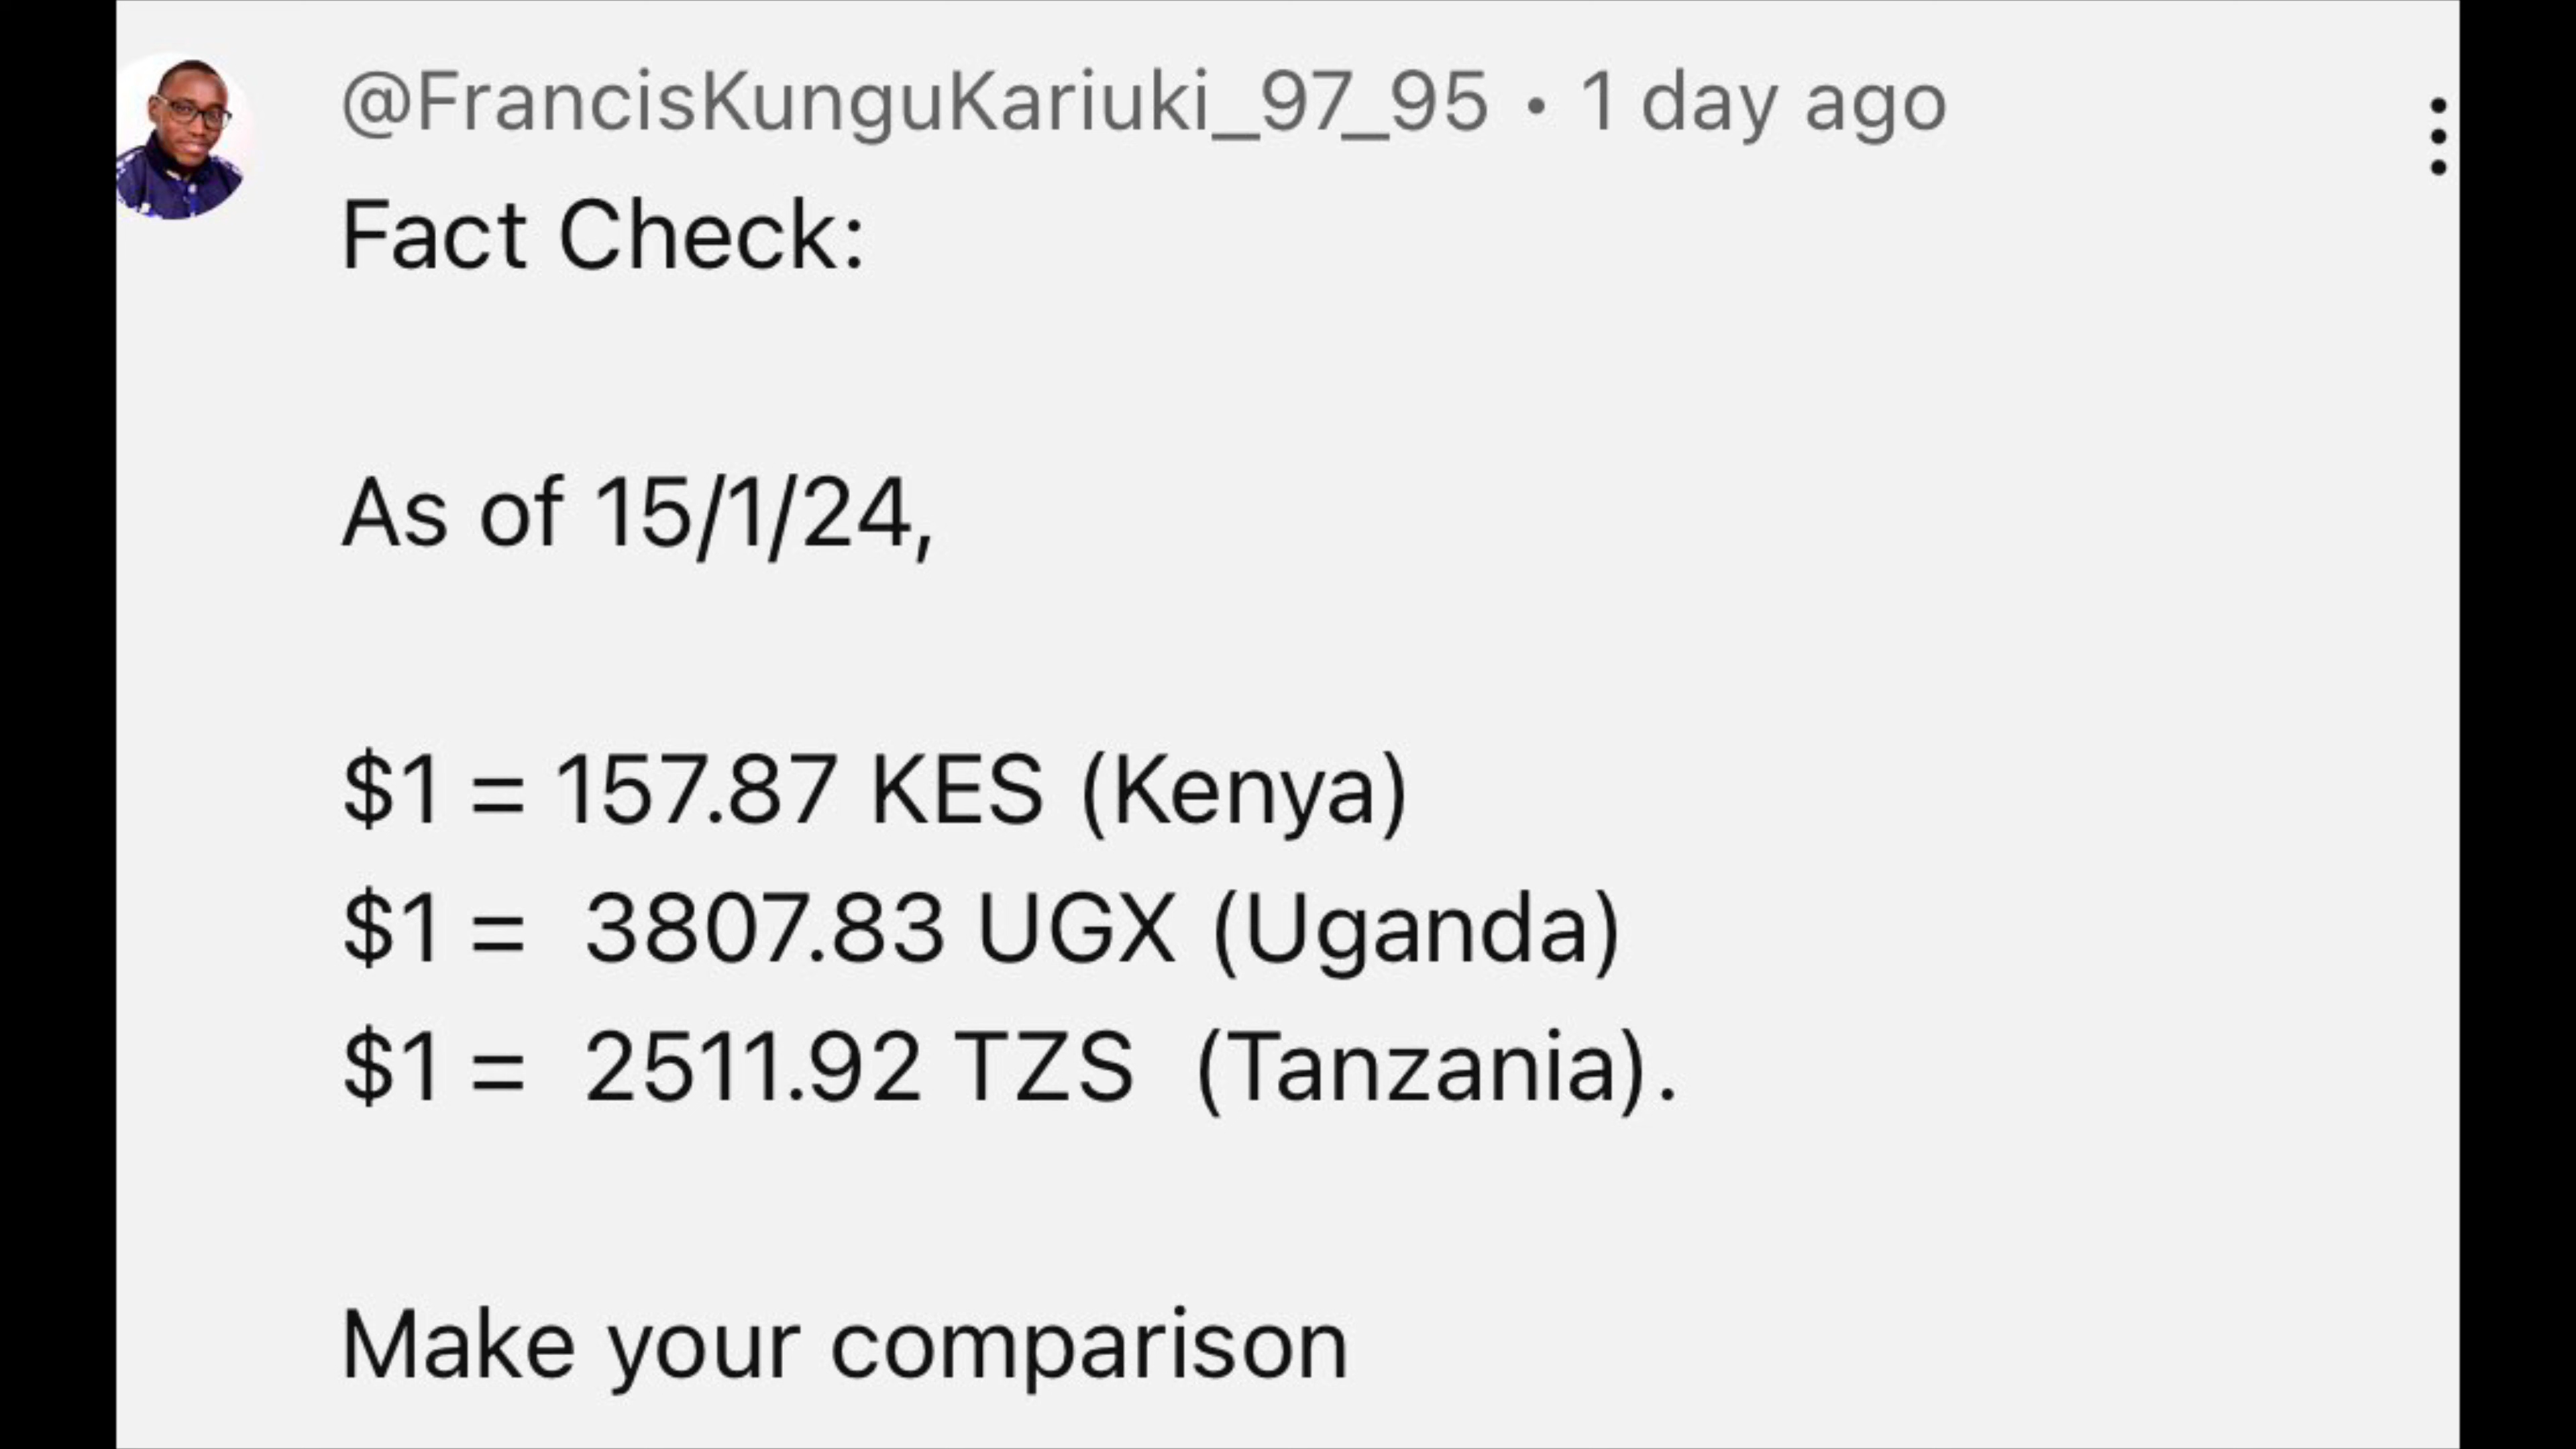 @FrancisKunguKariuki_97_95 • 1 day ago
Fact Check:
As of 15/1/24,
$1 = 157.87 KES (Kenya)
$1 =  3807.83 UGX (Uganda)
$1 =  2511.92 TZS  (Tanzania).
Make your comparison